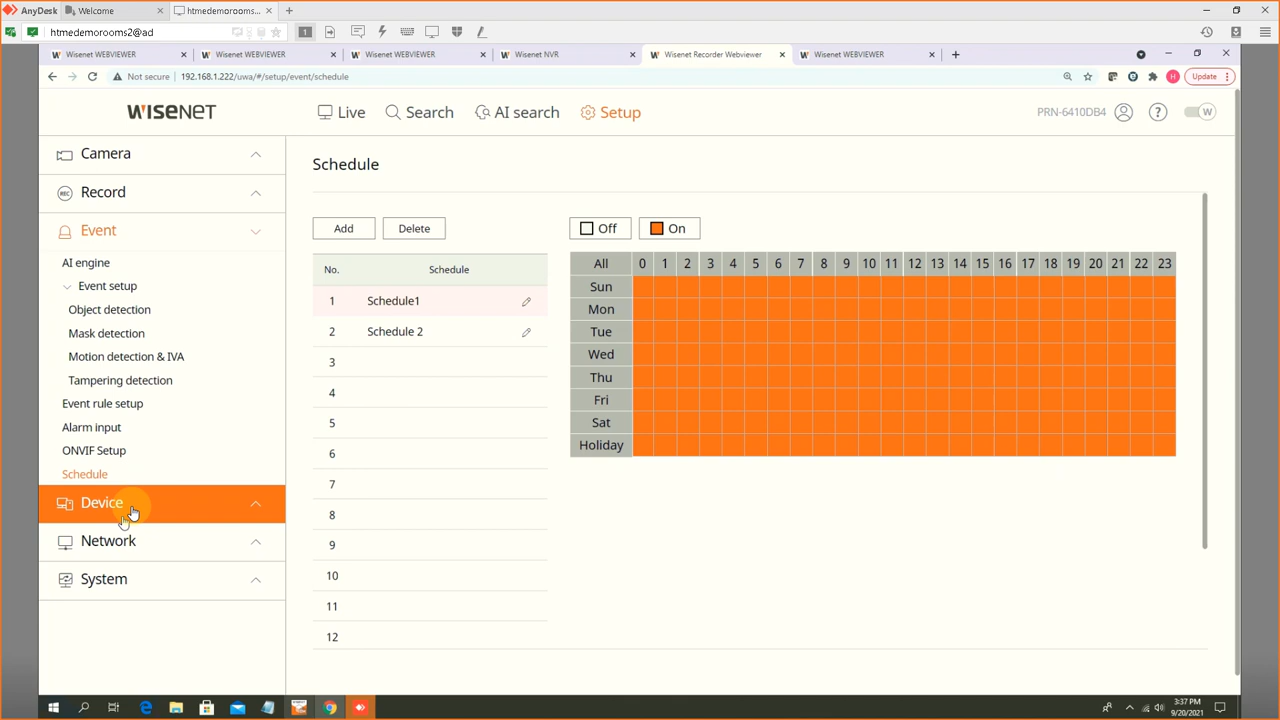 AnyDesk
Welcome
htmedemorooms...
htmedemorooms2@ad
1
Wisenet WEBVIEWER
Wisenet WEBVIEWER
Wisenet WEBVIEWER
Wisenet NVR
Wisenet Recorder Webviewer
Wisenet WEBVIEWER
Not secure
192.168.1.222/uwa/#/setup/event/schedule
H
Update
WISENET
Live
Search
AI search
Setup
PRN-6410DB4
?
W
Camera
REC
Record
Event
AI engine
Event setup
Object detection
Mask detection
Motion detection & IVA
Tampering detection
Event rule setup
Alarm input
ONVIF Setup
Schedule
Device
Network
System
Schedule
Add
Delete
No. Schedule
1 Schedule1
2 Schedule 2
3
4
5
6
7
8
9
10
11
12
Off
On
All 0 1 2 3 4 5 6 7 8 9 10 11 12 13 14 15 16 17 18 19 20 21 22 23
Sun
Mon
Tue
Wed
Thu
Fri
Sat
Holiday
3:37 PM
9/20/2021